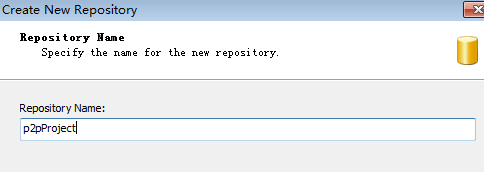 Create New Repository
Repository Name
Specify the name for the new repository.
Repository Name:
p2pProject